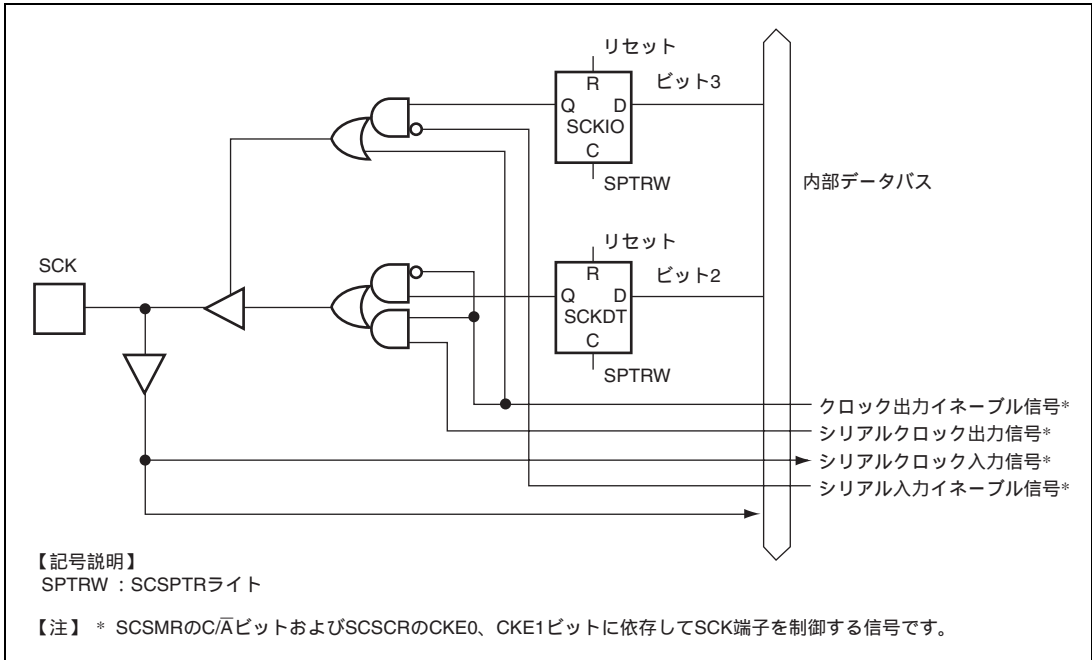 リセット
R
ビット3
Q D
SCKIO
C
SPTRW
内部データバス
リセット
SCK
R
ビット2
Q D
SCKDT
C
SPTRW
クロック出力イネーブル信号*
シリアルクロック出力信号*
シリアルクロック入力信号*
シリアル入力イネーブル信号*
【記号説明】
SPTRW ：SCSPTRライト
【注】 * SCSMRのC/A̅ビットおよびSCSCRのCKE0、CKE1ビットに依存してSCK端子を制御する信号です。